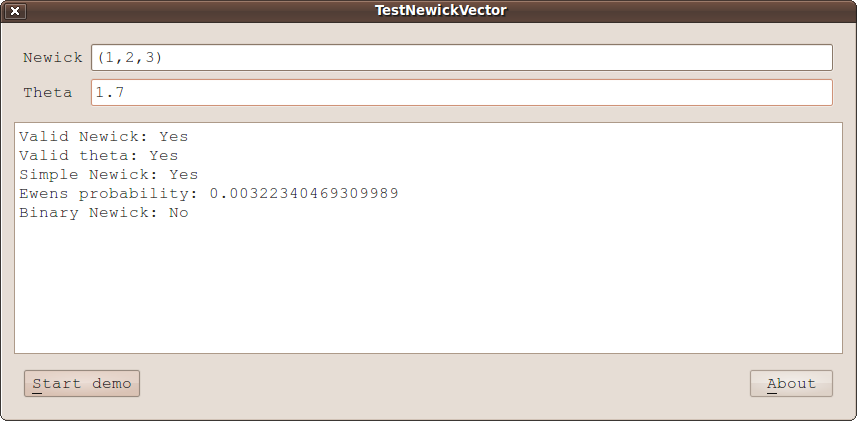 TestNewickVector
Newick (1,2,3)
Theta 1.7
Valid Newick: Yes
Valid theta: Yes
Simple Newick: Yes
Ewens probability: 0.00322340469309989
Binary Newick: No
Start demo About